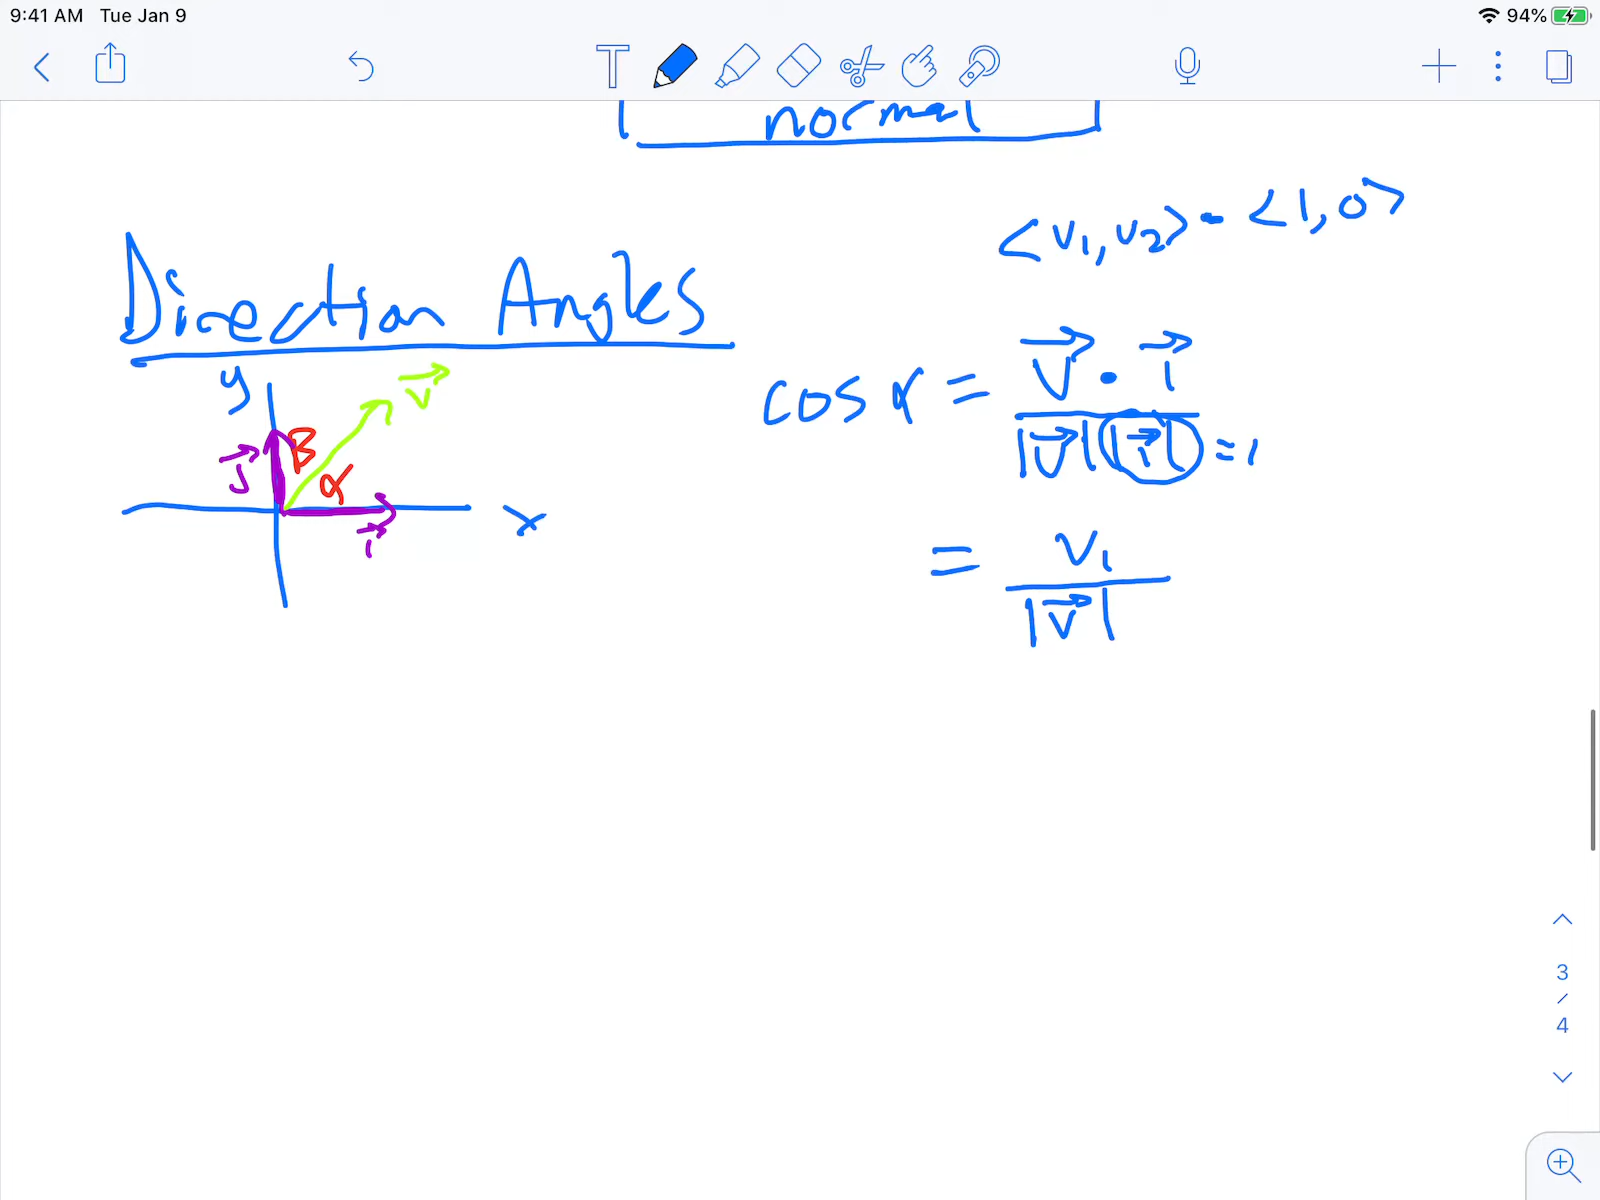 9:41 AM Tue Jan 9
94%
T
normal
<v₁, v₂> • <1, 0>
Direction Angles
y
v⃗
cos α = v⃗ • i⃗ / |v⃗| |i⃗| = 1
β
j⃗
α
x
i⃗
= v₁ / |v⃗|
3
/
4